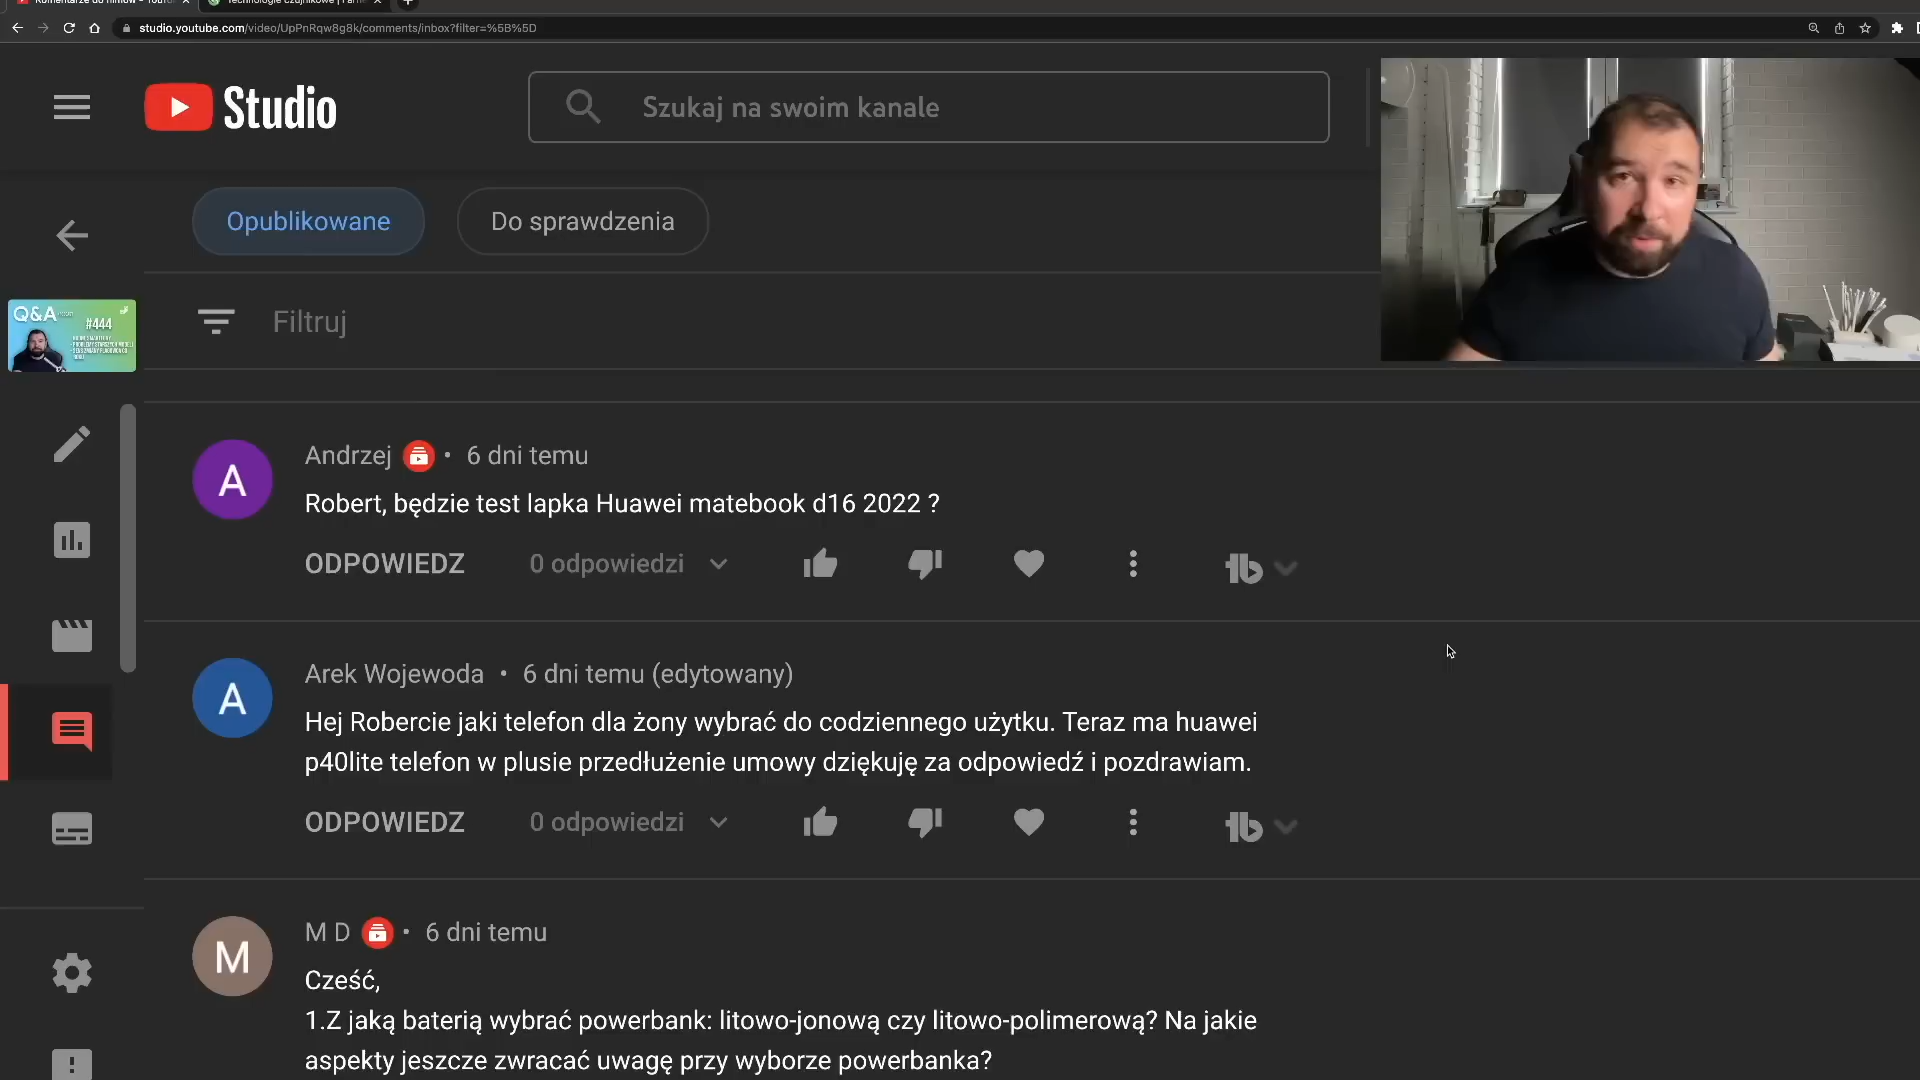 Komentarze do filmów - YouTu
studio.youtube.com/video/UpPnRqw8g8k/comments/inbox?filter=%5B%5D
Studio
Szukaj na swoim kanale
Opublikowane
Do sprawdzenia
Q&A
#444
Filtruj
A
Andrzej • 6 dni temu
Robert, będzie test lapka Huawei matebook d16 2022 ?
ODPOWIEDZ
0 odpowiedzi
A
Arek Wojewoda • 6 dni temu (edytowany)
Hej Robercie jaki telefon dla żony wybrać do codziennego użytku. Teraz ma huawei
p40lite telefon w plusie przedłużenie umowy dziękuję za odpowiedź i pozdrawiam.
ODPOWIEDZ
0 odpowiedzi
M
M D • 6 dni temu
Cześć,
1.Z jaką baterią wybrać powerbank: litowo-jonową czy litowo-polimerową? Na jakie
aspekty jeszcze zwracać uwagę przy wyborze powerbanka?